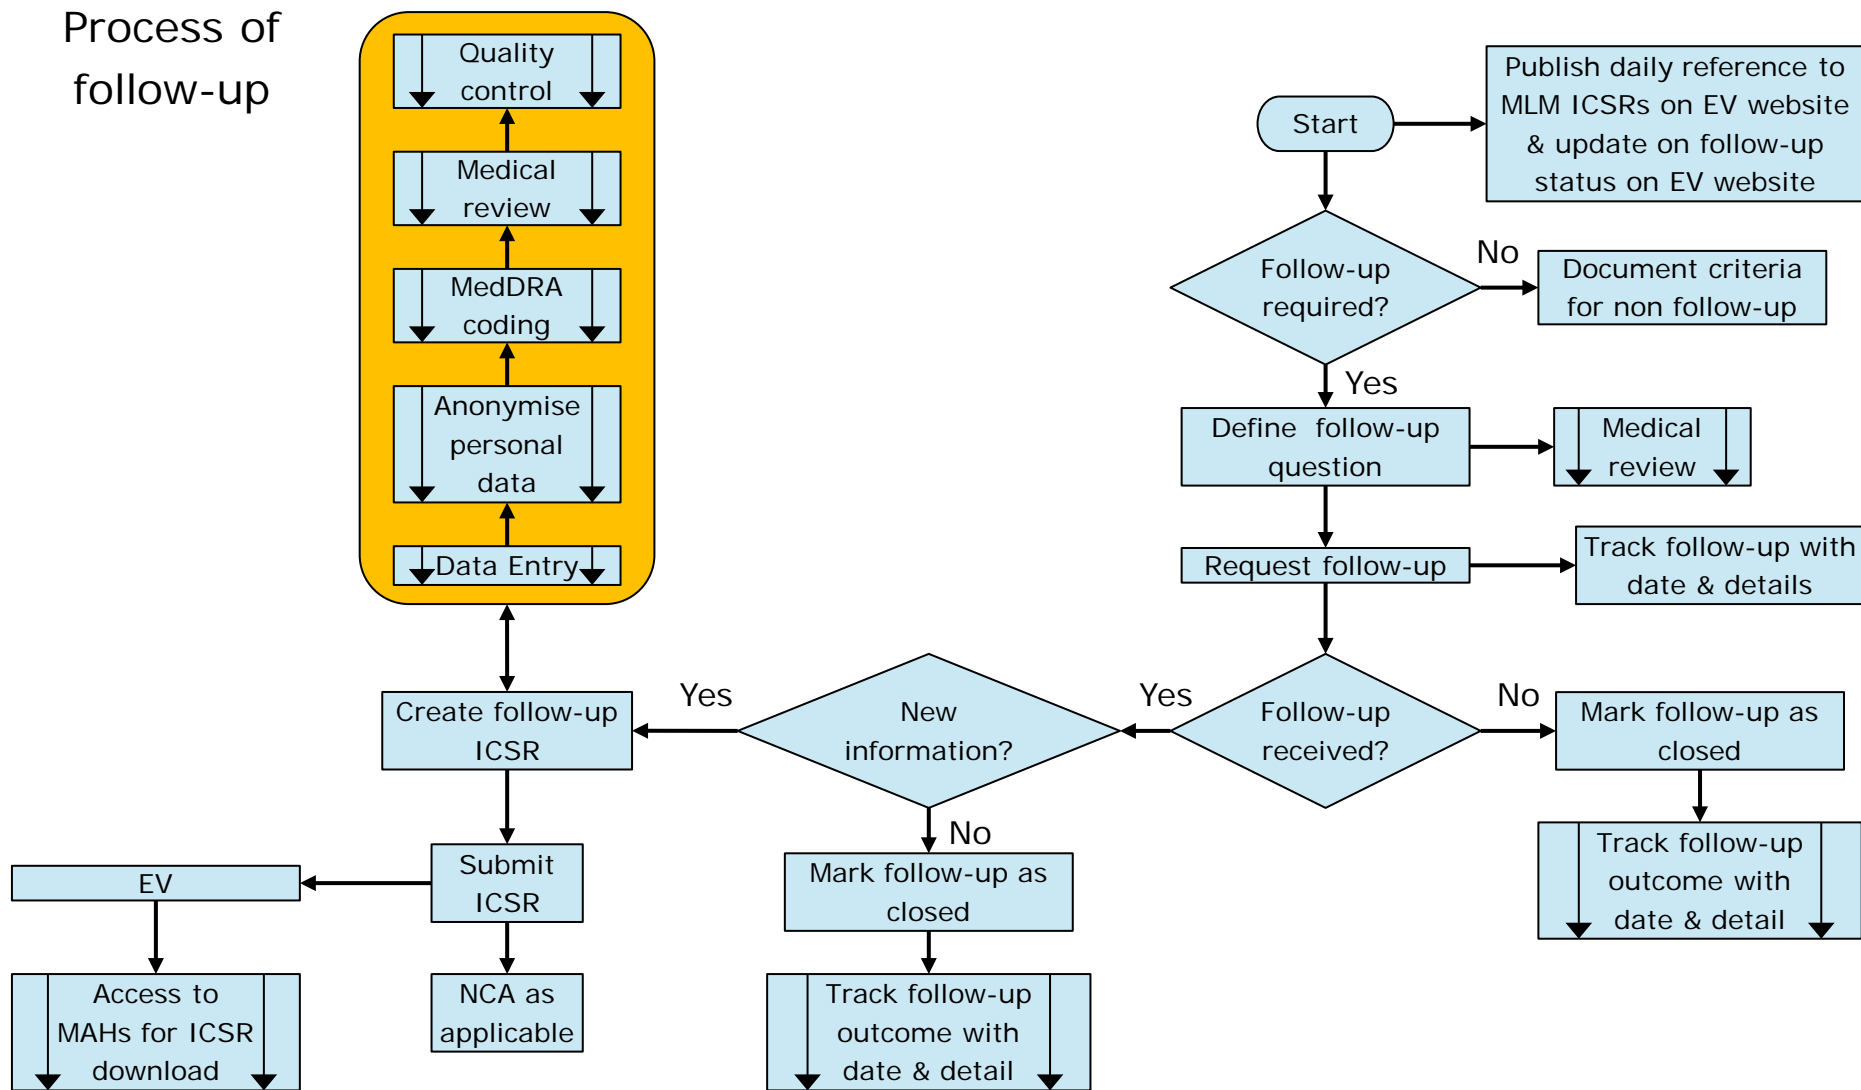 Process of
follow-up
Quality
control
Medical
review
MedDRA
coding
Anonymise
personal
data
Data Entry
Start
Publish daily reference to
MLM ICSRs on EV website
& update on follow-up
status on EV website
Follow-up
required?
No
Document criteria
for non follow-up
Yes
Define follow-up
question
Medical
review
Request follow-up
Track follow-up with
date & details
Follow-up
received?
No
Mark follow-up as
closed
Track follow-up
outcome with
date & detail
Yes
New
information?
No
Mark follow-up as
closed
Track follow-up
outcome with
date & detail
Yes
Create follow-up
ICSR
Submit
ICSR
EV
Access to
MAHs for ICSR
download
NCA as
applicable